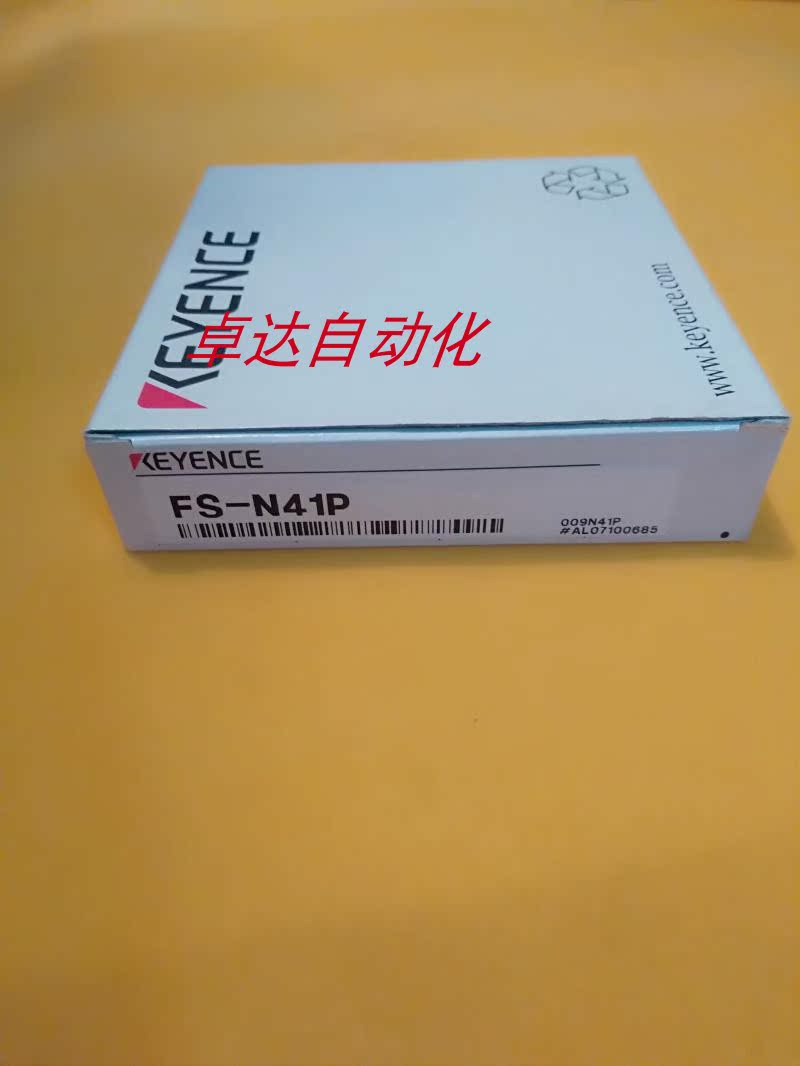 KEYENCE
www.keyence.com
卓达自动化
KEYENCE
FS-N41P
009N41P
#AL07100685